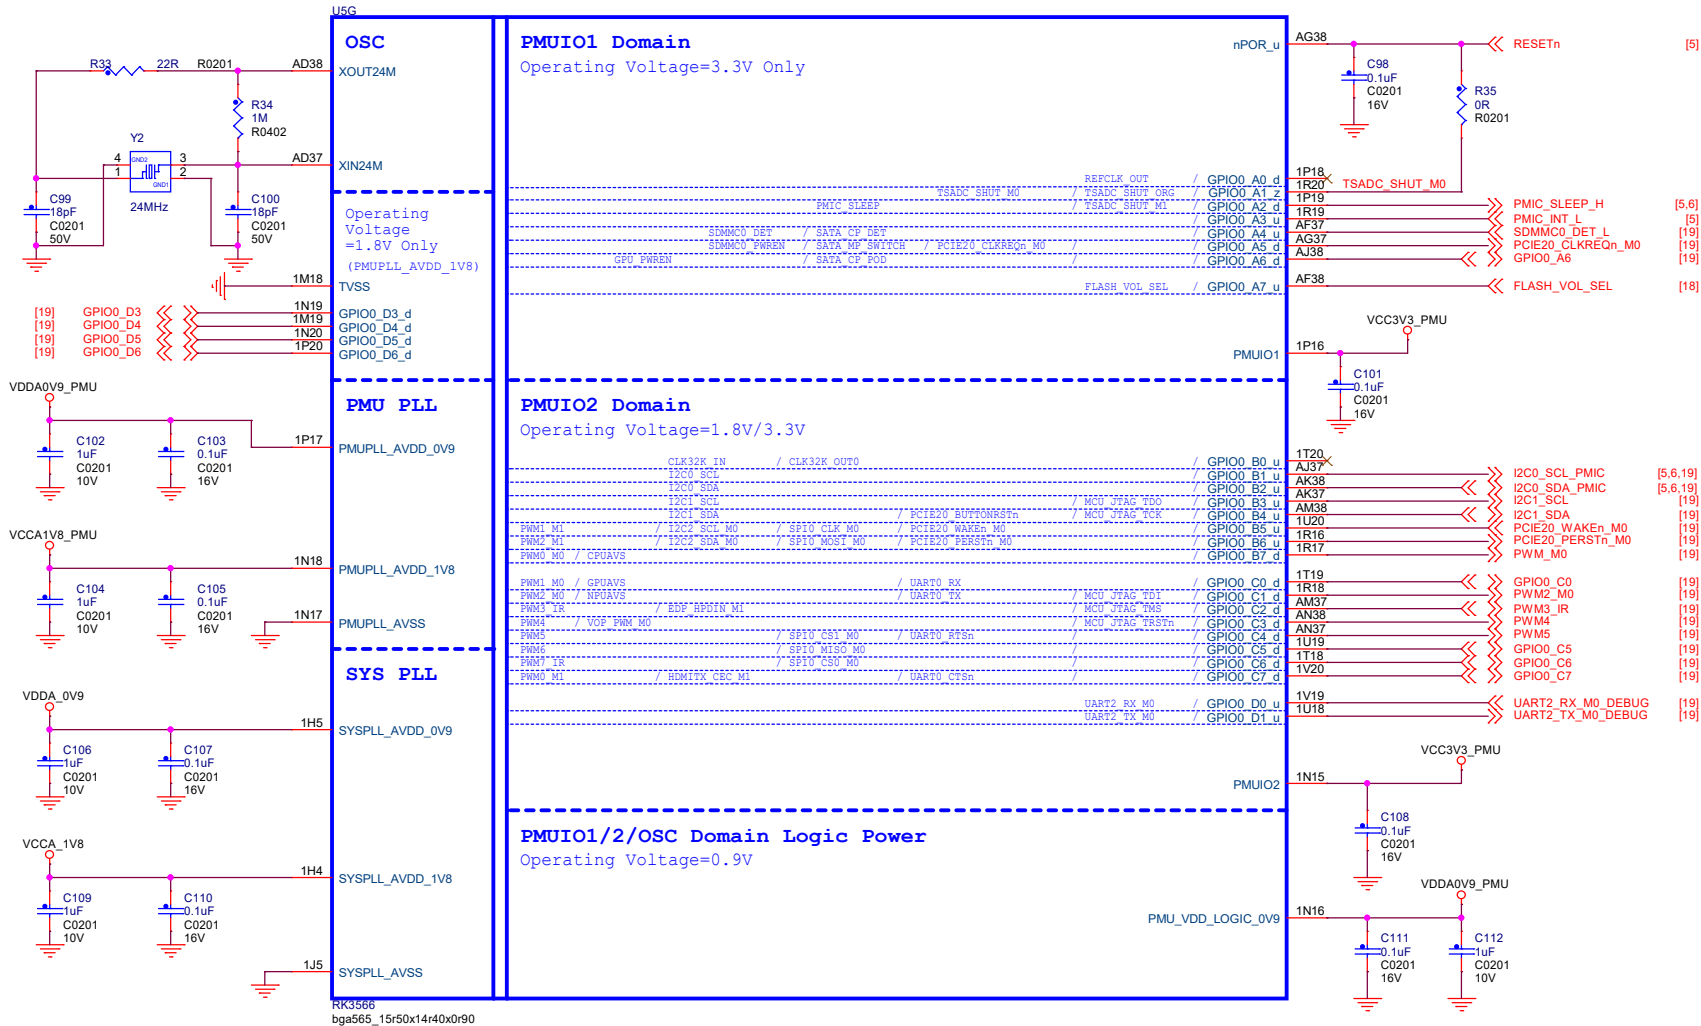 U5G
OSC
R33 22R R0201 AD38 XOUT24M
R34
1M
R0402
Y2
4 GND2 3 AD37 XIN24M
1 GND1 2
24MHz
C99
18pF
C0201
50V
C100
18pF
C0201
50V
Operating
Voltage
=1.8V Only
(PMUPLL_AVDD_1V8)
1M18 TVSS
[19] GPIO0_D3 1N19 GPIO0_D3_d
[19] GPIO0_D4 1M19 GPIO0_D4_d
[19] GPIO0_D5 1N20 GPIO0_D5_d
[19] GPIO0_D6 1P20 GPIO0_D6_d
VDDA0V9_PMU
PMU PLL
C102
1uF
C0201
10V
C103
0.1uF
C0201
16V
1P17 PMUPLL_AVDD_0V9
VCCA1V8_PMU
1N18 PMUPLL_AVDD_1V8
C104
1uF
C0201
10V
C105
0.1uF
C0201
16V
1N17 PMUPLL_AVSS
SYS PLL
VDDA_0V9
1H5 SYSPLL_AVDD_0V9
C106
1uF
C0201
10V
C107
0.1uF
C0201
16V
VCCA_1V8
1H4 SYSPLL_AVDD_1V8
C109
1uF
C0201
10V
C110
0.1uF
C0201
16V
1J5 SYSPLL_AVSS
RK3566
bga565_15r50x14r40x0r90
PMUIO1 Domain
Operating Voltage=3.3V Only
nPOR_u AG38 RESETn [5]
C98
0.1uF
C0201
16V
R35
0R
R0201
REFCLK_OUT / GPIO0_A0_d 1P18
TSADC_SHUT_M0 / TSADC_SHUT_ORG / GPIO0_A1_z 1R20 TSADC_SHUT_M0
PMIC_SLEEP / TSADC_SHUT_M1 / GPIO0_A2_d 1P19 PMIC_SLEEP_H [5,6]
/ GPIO0_A3_u 1R19 PMIC_INT_L [5]
SDMMC0_DET / SATA_CP_DET / GPIO0_A4_u AF37 SDMMC0_DET_L [19]
SDMMC0_PWREN / SATA_MP_SWITCH / PCIE20_CLKREQn_M0 / / GPIO0_A5_d AG37 PCIE20_CLKREQn_M0 [19]
GPU_PWREN / SATA_CP_POD / / GPIO0_A6_d AJ38 GPIO0_A6 [19]
FLASH_VOL_SEL / GPIO0_A7_u AF38 FLASH_VOL_SEL [18]
VCC3V3_PMU
PMUIO1 1P16
C101
0.1uF
C0201
16V
PMUIO2 Domain
Operating Voltage=1.8V/3.3V
CLK32K_IN / CLK32K_OUT0 / GPIO0_B0_u 1T20
I2C0_SCL / GPIO0_B1_u AJ37 I2C0_SCL_PMIC [5,6,19]
I2C0_SDA / GPIO0_B2_u AK38 I2C0_SDA_PMIC [5,6,19]
I2C1_SCL / MCU_JTAG_TDO / GPIO0_B3_u AK37 I2C1_SCL [19]
I2C1_SDA / PCIE20_BUTTONRSTn / MCU_JTAG_TCK / GPIO0_B4_u AM38 I2C1_SDA [19]
PWM1_M1 / I2C2_SCL_M0 / SPI0_CLK_M0 / PCIE20_WAKEn_M0 / GPIO0_B5_u 1U20 PCIE20_WAKEn_M0 [19]
PWM2_M1 / I2C2_SDA_M0 / SPI0_MOSI_M0 / PCIE20_PERSTn_M0 / GPIO0_B6_u 1R16 PCIE20_PERSTn_M0 [19]
PWM0_M0 / CPUAVS / GPIO0_B7_d 1R17 PWM_M0 [19]
PWM1_M0 / GPUAVS / UART0_RX / GPIO0_C0_d 1T19 GPIO0_C0 [19]
PWM2_M0 / NPUAVS / UART0_TX / MCU_JTAG_TDI / GPIO0_C1_d 1R18 PWM2_M0 [19]
PWM3_IR / EDP_HPDIN_M1 / MCU_JTAG_TMS / GPIO0_C2_d AM37 PWM3_IR [19]
PWM4 / VOP_PWM_M0 / MCU_JTAG_TRSTn / GPIO0_C3_d AN38 PWM4 [19]
PWM5 / SPI0_CS1_M0 / UART0_RTSn / / GPIO0_C4_d AN37 PWM5 [19]
PWM6 / SPI0_MISO_M0 / / GPIO0_C5_d 1U19 GPIO0_C5 [19]
PWM7_IR / SPI0_CS0_M0 / / GPIO0_C6_d 1T18 GPIO0_C6 [19]
PWM0_M1 / HDMITX_CEC_M1 / UART0_CTSn / / GPIO0_C7_d 1V20 GPIO0_C7 [19]
UART2_RX_M0 / GPIO0_D0_u 1V19 UART2_RX_M0_DEBUG [19]
UART2_TX_M0 / GPIO0_D1_u 1U18 UART2_TX_M0_DEBUG [19]
VCC3V3_PMU
PMUIO2 1N15
C108
0.1uF
C0201
16V
PMUIO1/2/OSC Domain Logic Power
Operating Voltage=0.9V
VDDA0V9_PMU
PMU_VDD_LOGIC_0V9 1N16
C111
0.1uF
C0201
16V
C112
1uF
C0201
10V